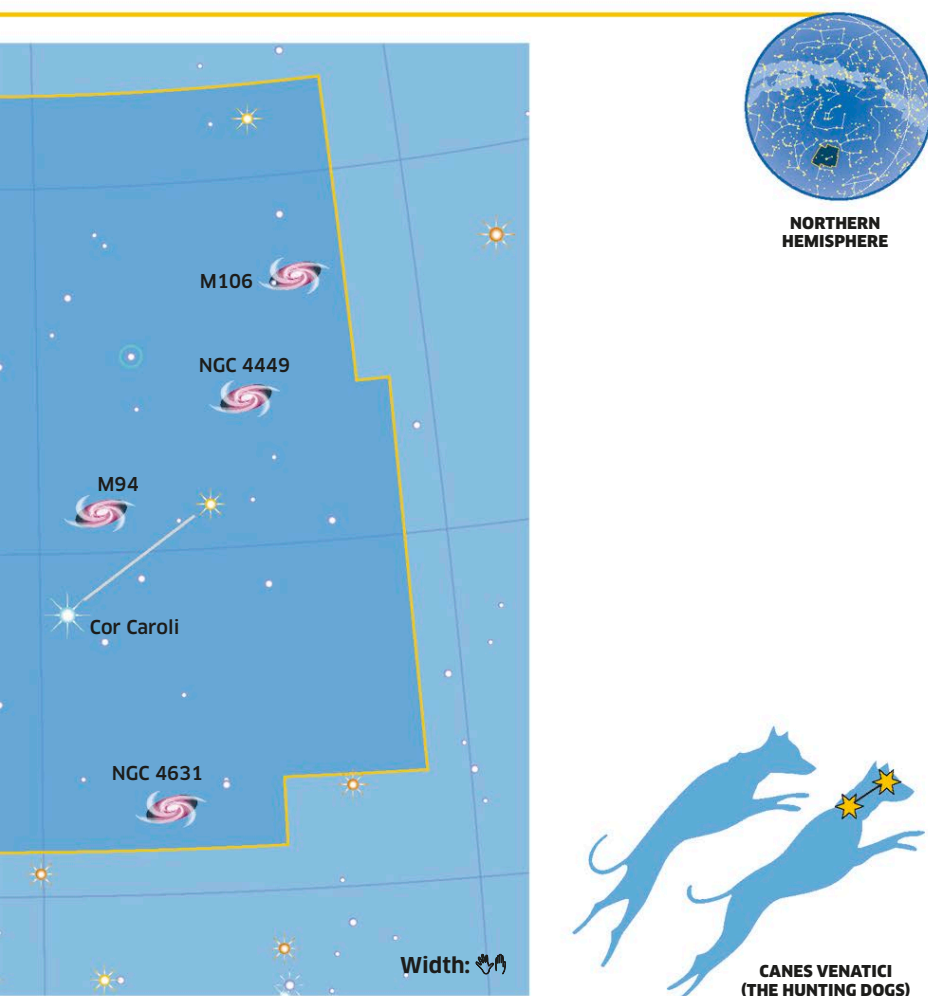 NORTHERN
HEMISPHERE
M106
NGC 4449
M94
Cor Caroli
NGC 4631
Width:
CANES VENATICI
(THE HUNTING DOGS)